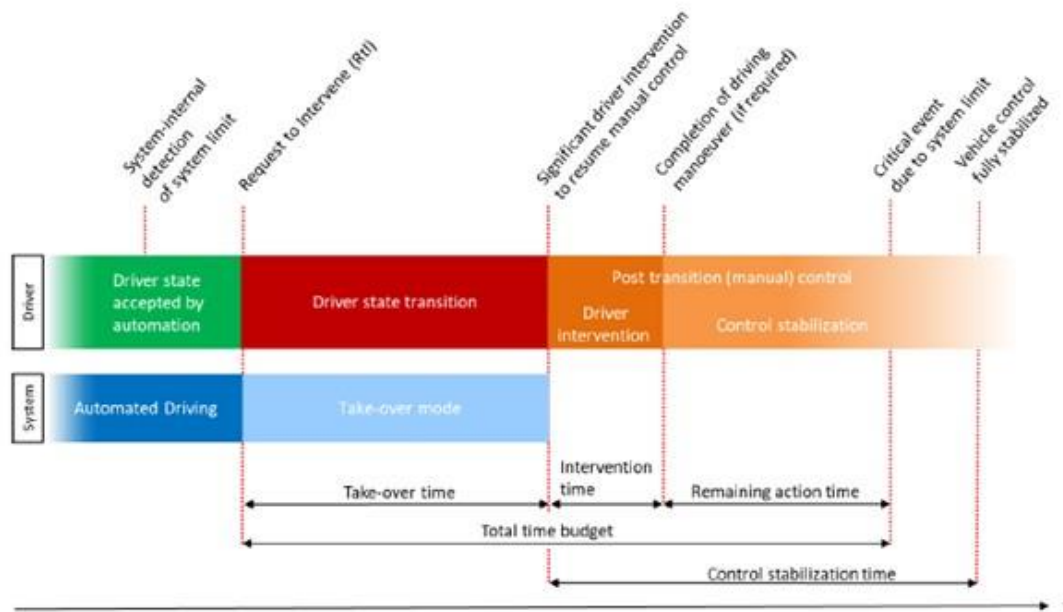 System-internal
detection
of system limit
Request to Intervene (RtI)
Significant driver intervention
to resume manual control
Completion of driving
manoeuver (if required)
Critical event
due to system limit
Vehicle control
fully stabilized
Driver
Driver state
accepted by
automation
Driver state transition
Post transition (manual) control
Driver
intervention
Control stabilization
System
Automated Driving
Take-over mode
Take-over time
Intervention
time
Remaining action time
Total time budget
Control stabilization time